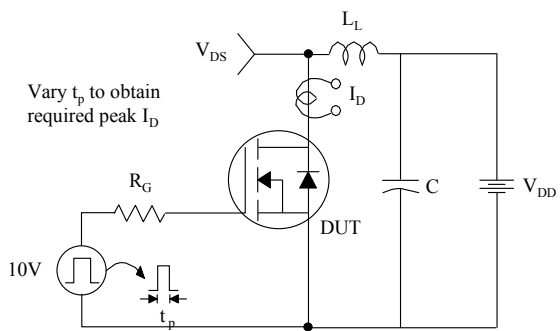 L_L
V_DS
Vary t_p to obtain
required peak I_D
I_D
R_G
C
V_DD
DUT
10V
t_p